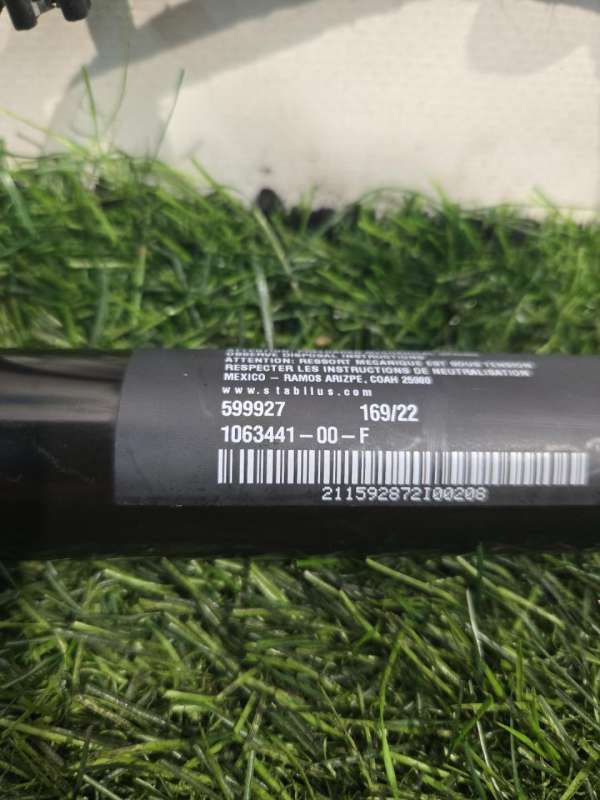 OBSERVE DISPOSAL INSTRUCTIONS
ATTENTION: RESSORT MECANIQUE EST SOUS TENSION
RESPECTER LES INSTRUCTIONS DE NEUTRALISATION
MEXICO – RAMOS ARIZPE, COAH 25900
www.stabilus.com
599927 169/22
1063441-00-F
211592872I00208